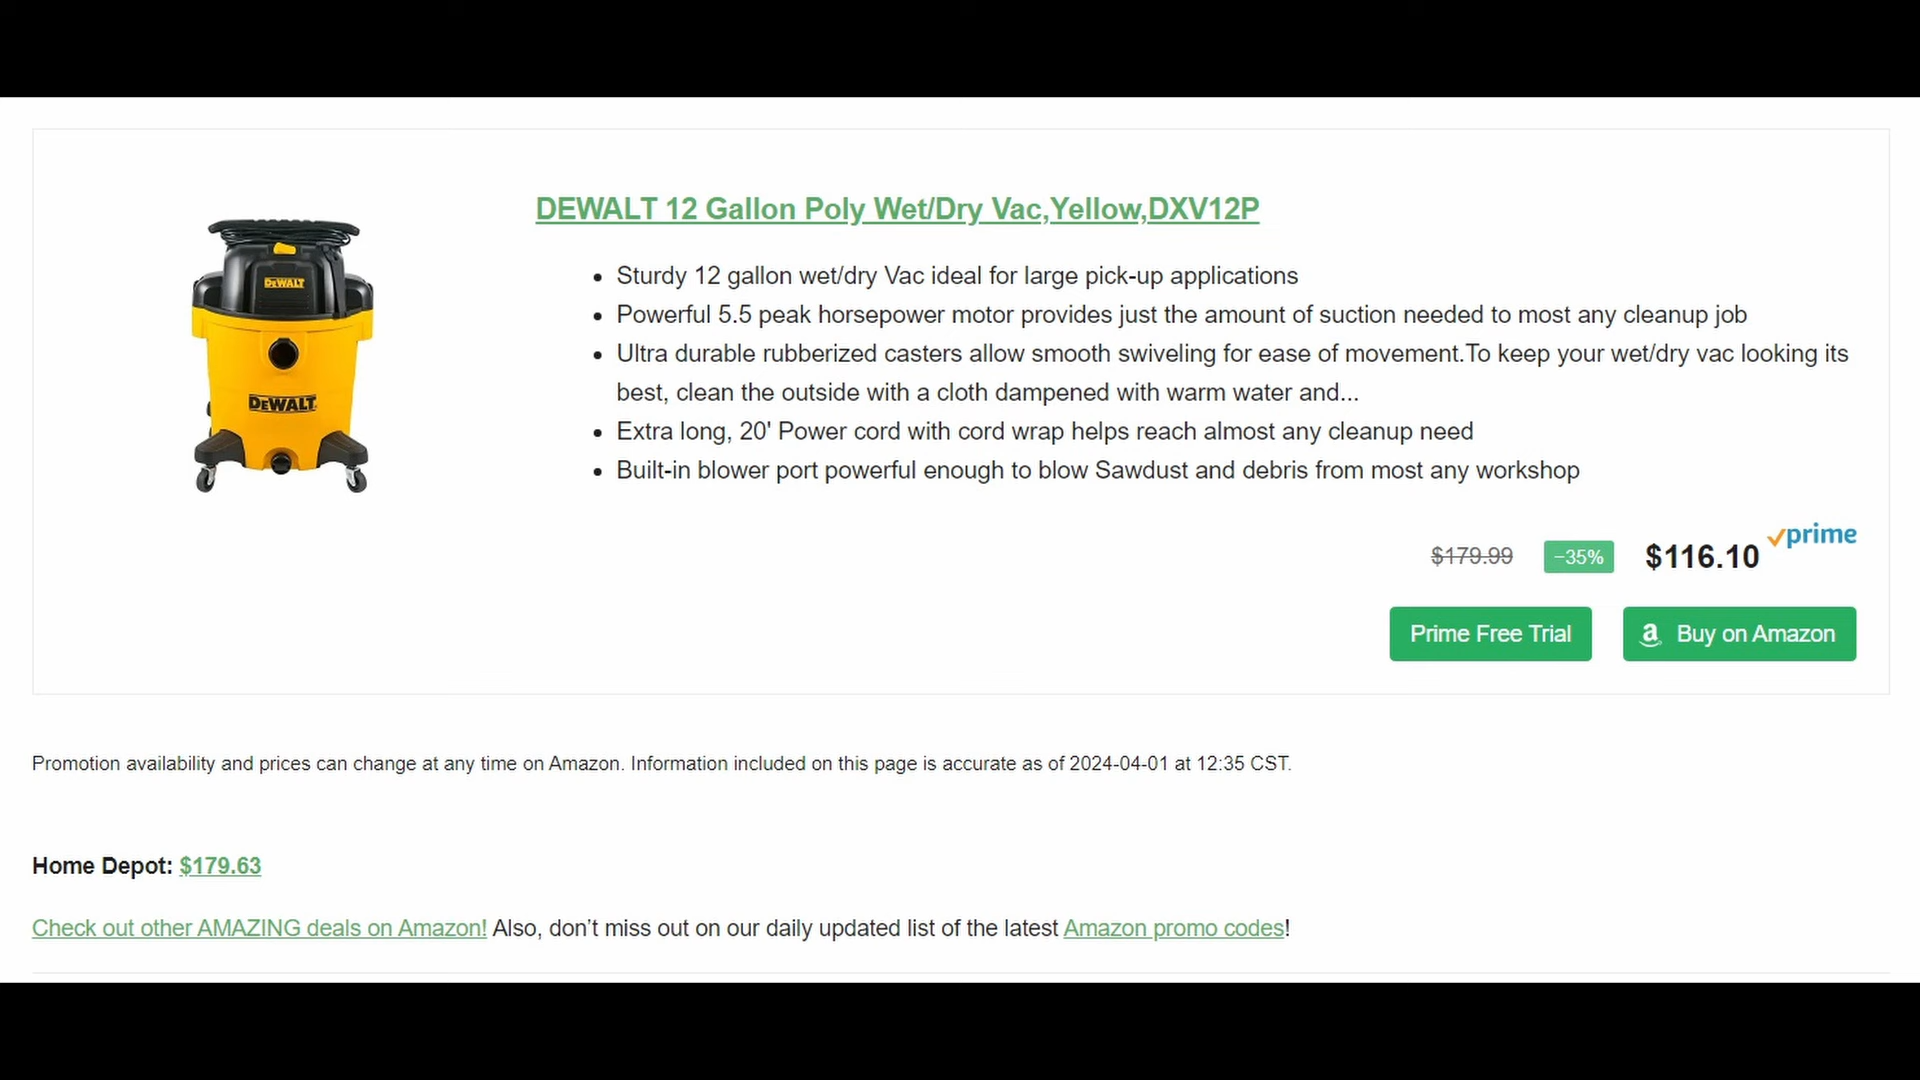 DEWALT 12 Gallon Poly Wet/Dry Vac,Yellow,DXV12P
DEWALT
DEWALT
• Sturdy 12 gallon wet/dry Vac ideal for large pick-up applications
• Powerful 5.5 peak horsepower motor provides just the amount of suction needed to most any cleanup job
• Ultra durable rubberized casters allow smooth swiveling for ease of movement.To keep your wet/dry vac looking its
best, clean the outside with a cloth dampened with warm water and...
• Extra long, 20' Power cord with cord wrap helps reach almost any cleanup need
• Built-in blower port powerful enough to blow Sawdust and debris from most any workshop
$179.99 −35% $116.10 prime
Prime Free Trial a Buy on Amazon
Promotion availability and prices can change at any time on Amazon. Information included on this page is accurate as of 2024-04-01 at 12:35 CST.
Home Depot: $179.63
Check out other AMAZING deals on Amazon! Also, don’t miss out on our daily updated list of the latest Amazon promo codes!